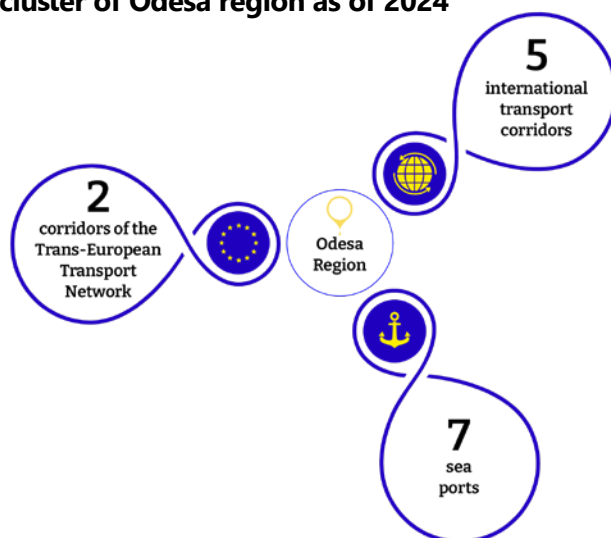 cluster of Odesa region as of 2024
5
international
transport
corridors
2
corridors of the
Trans-European
Transport
Network
Odesa
Region
7
sea
ports